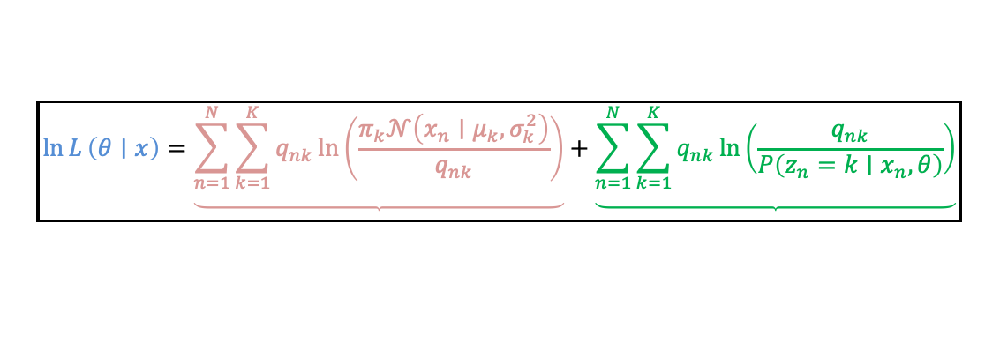 ln L (θ | x) = ∑_{n=1}^{N} ∑_{k=1}^{K} q_{nk} ln ( π_k 𝒩(x_n | μ_k, σ_k^2) / q_{nk} ) + ∑_{n=1}^{N} ∑_{k=1}^{K} q_{nk} ln ( q_{nk} / P(z_n = k | x_n, θ) )